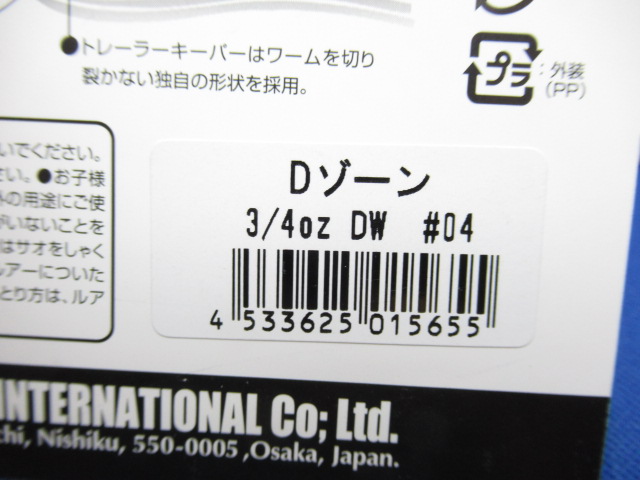 ●トレーラーキーパーはワームを切り
裂かない独自の形状を採用。
プラ
:外装
(PP)
いでください。
さい。●お子様
外の用途にご使
がいないことを
はサオをしゃく
ルアーについた
とり方は、ルア
Dゾーン
3/4oz DW #04
4 533625 015655
INTERNATIONAL Co; Ltd.
chi, Nishiku, 550-0005 ,Osaka, Japan.